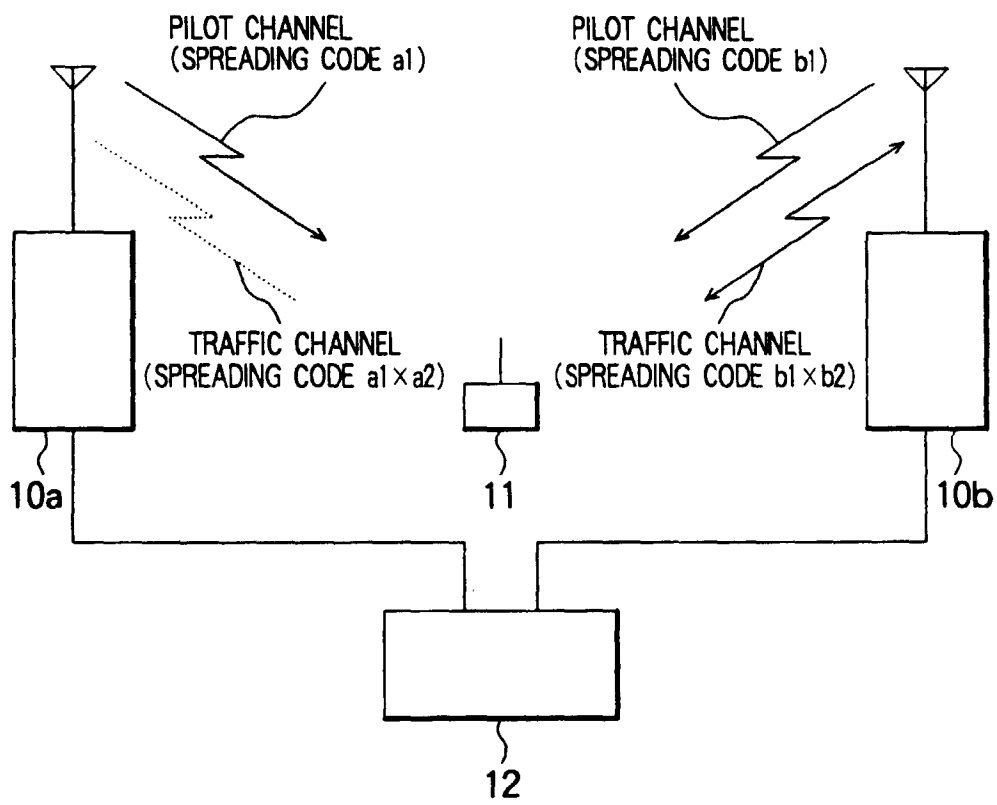 PILOT CHANNEL
(SPREADING CODE a1)
PILOT CHANNEL
(SPREADING CODE b1)
TRAFFIC CHANNEL
(SPREADING CODE a1×a2)
TRAFFIC CHANNEL
(SPREADING CODE b1×b2)
10a
11
10b
12